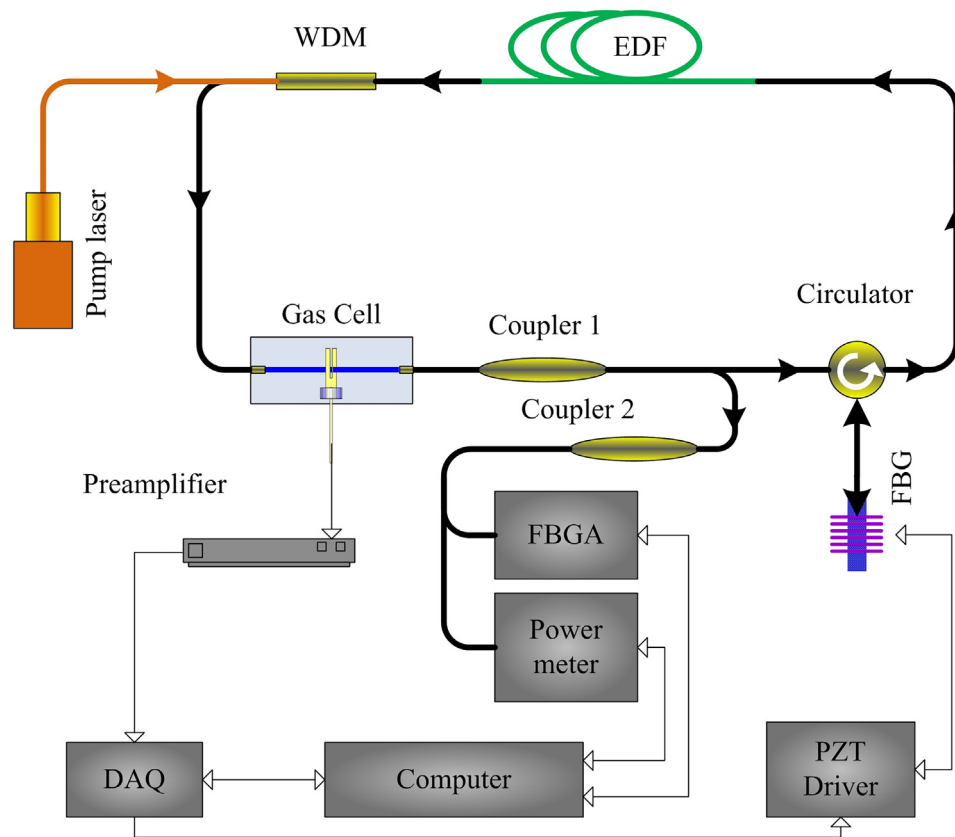 WDM
EDF
Pump laser
Gas Cell
Coupler 1
Circulator
Coupler 2
FBG
Preamplifier
FBGA
Power
meter
DAQ
Computer
PZT
Driver